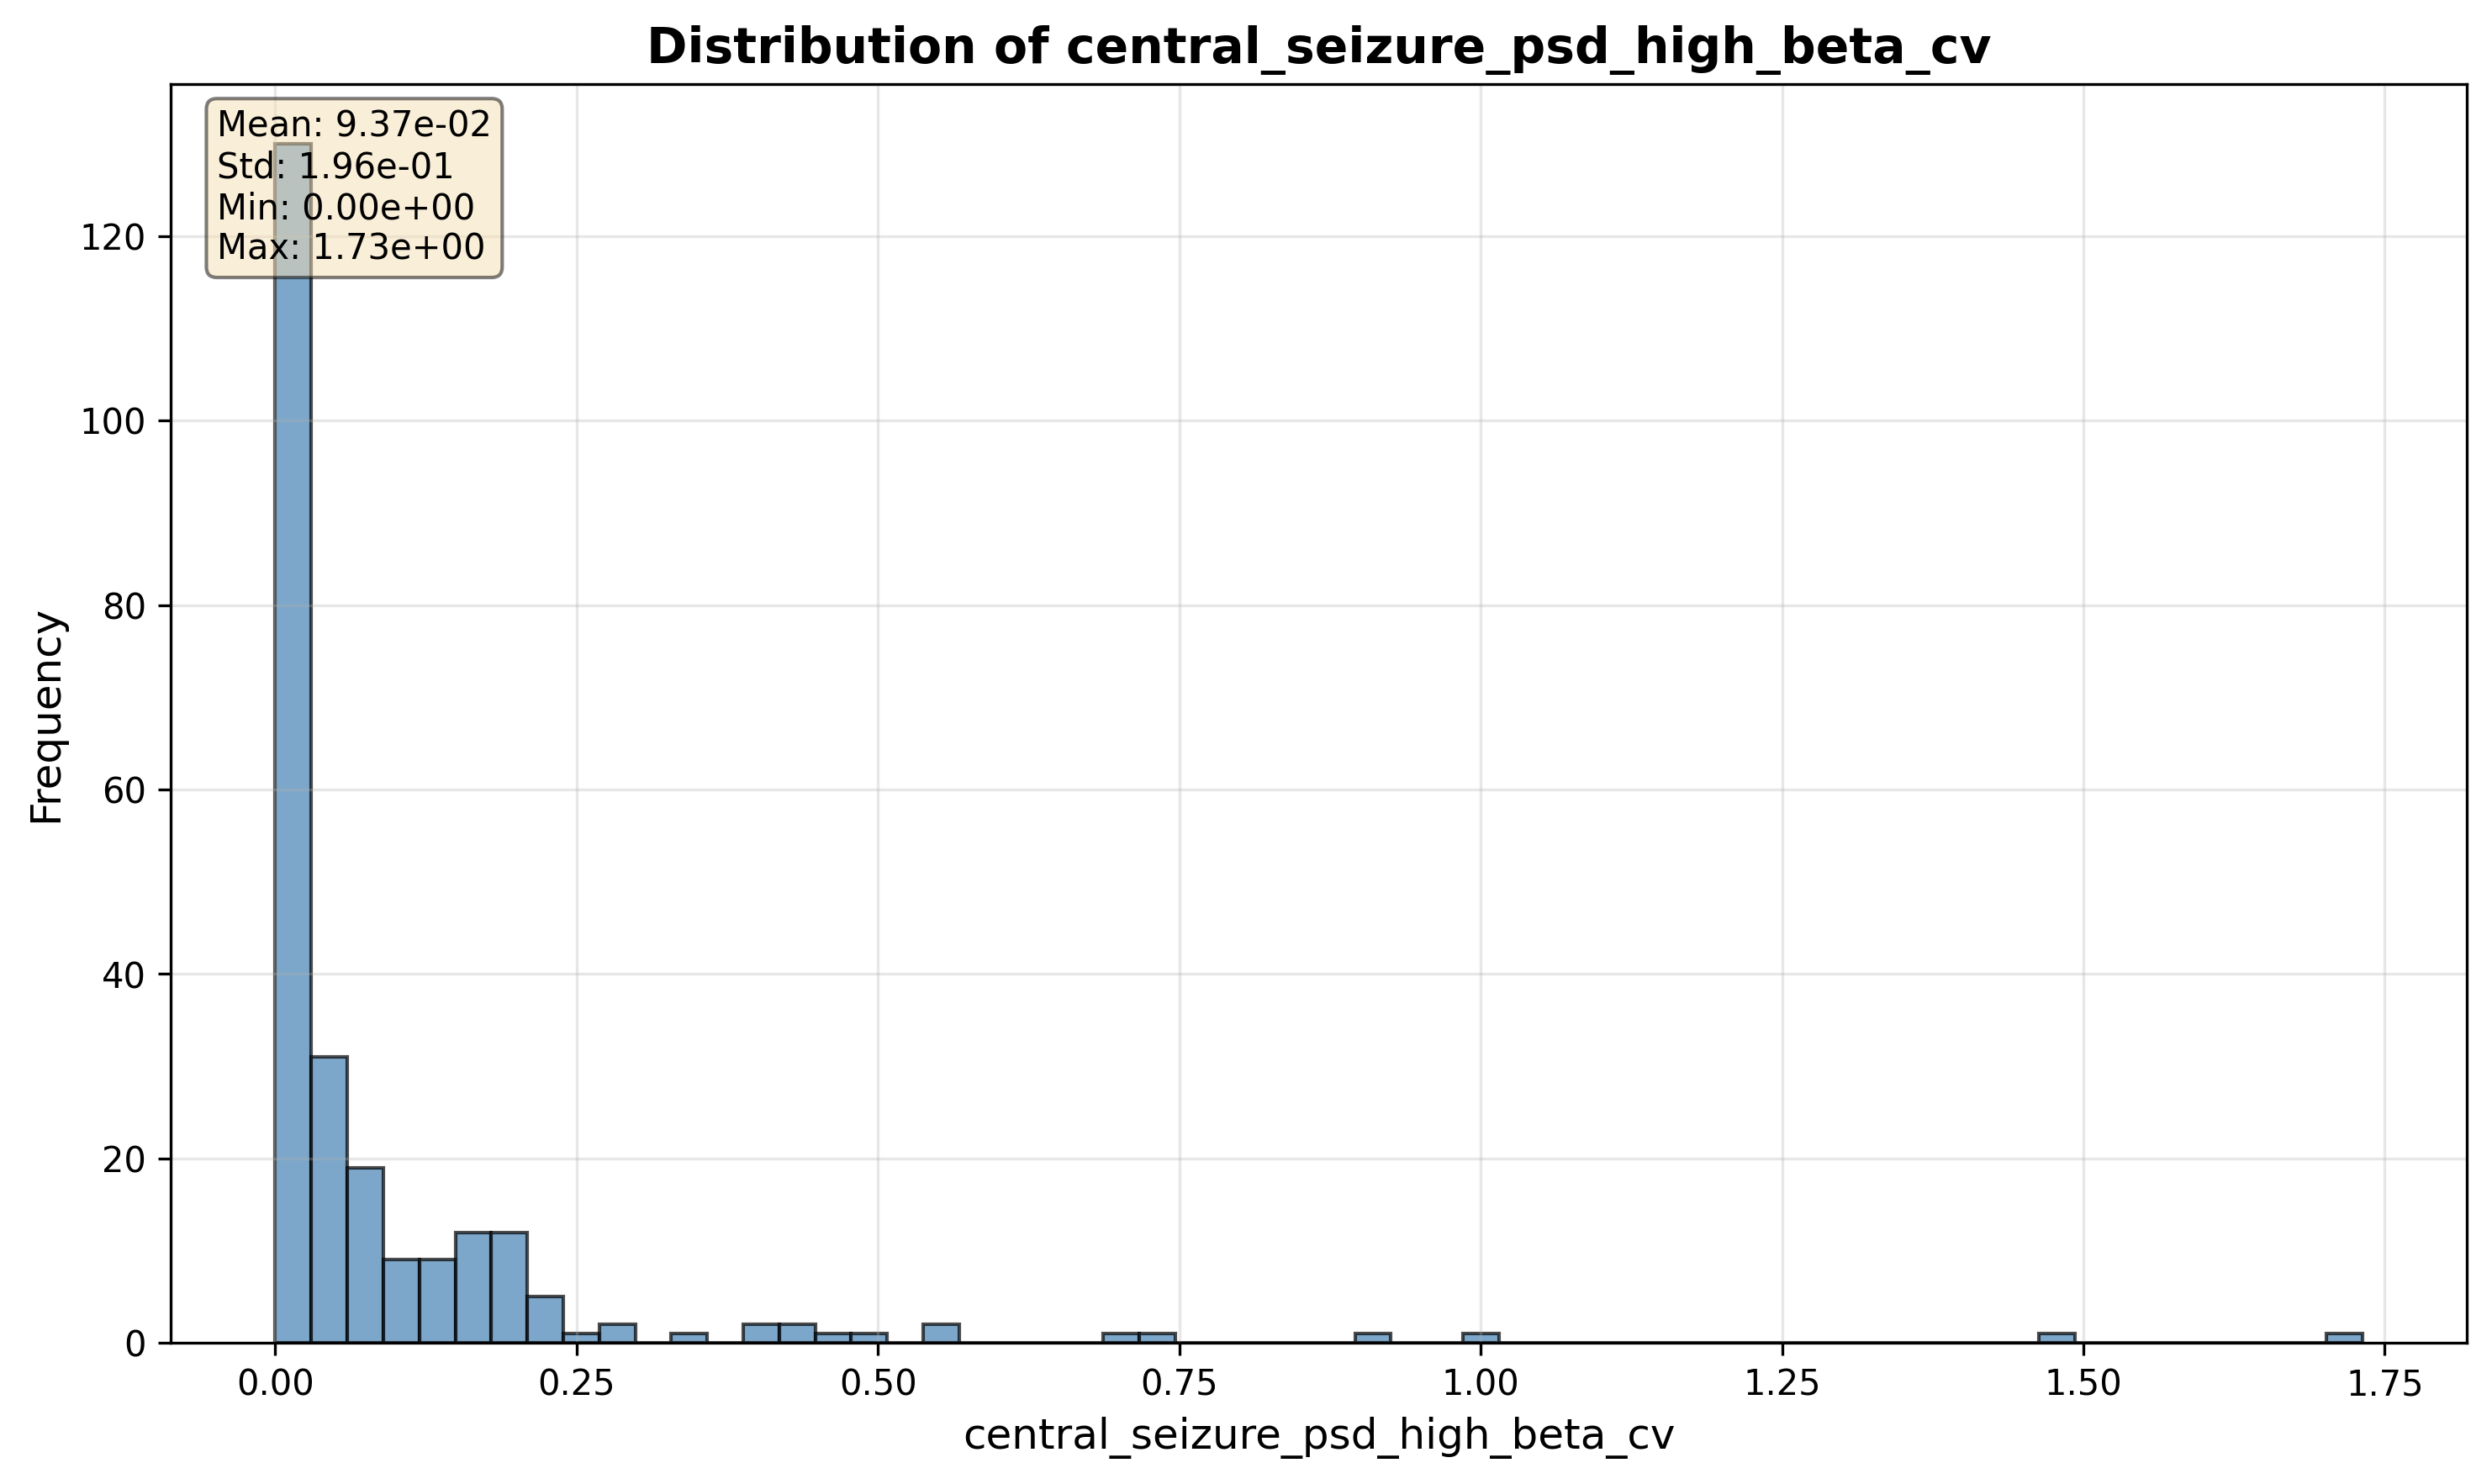 Distribution of central_seizure_psd_high_beta_cv
Mean: 9.37e-02
Std: 1.96e-01
Min: 0.00e+00
Max: 1.73e+00
Frequency
120
100
80
60
40
20
0
0.00 0.25 0.50 0.75 1.00 1.25 1.50 1.75
central_seizure_psd_high_beta_cv